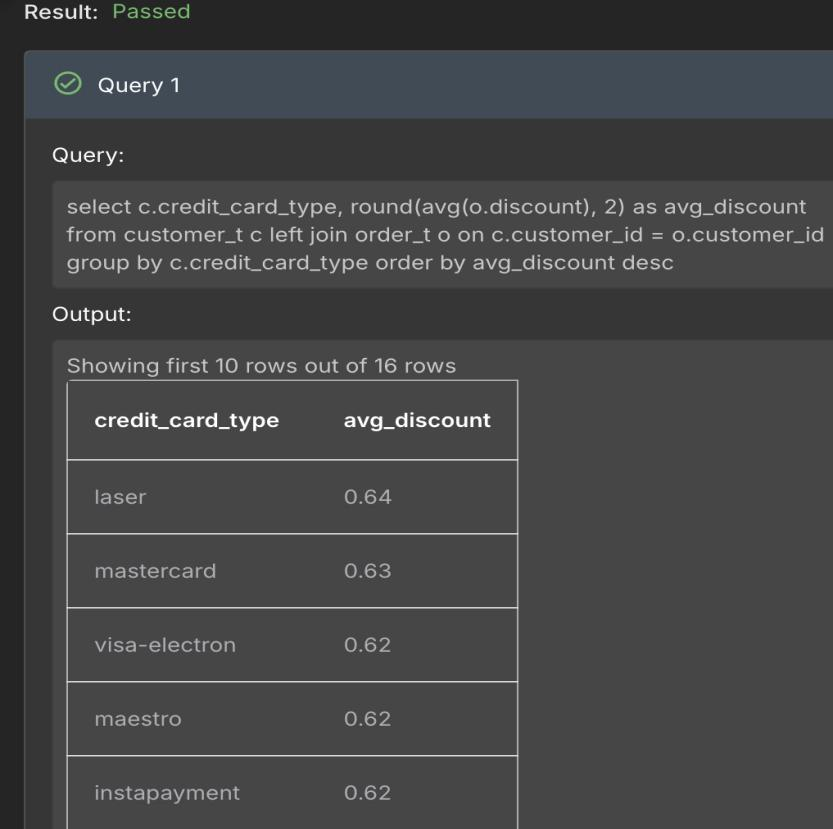 Result: Passed
Query 1
Query:
select c.credit_card_type, round(avg(o.discount), 2) as avg_discount
from customer_t c left join order_t o on c.customer_id = o.customer_id
group by c.credit_card_type order by avg_discount desc
Output:
Showing first 10 rows out of 16 rows
credit_card_type avg_discount
laser 0.64
mastercard 0.63
visa-electron 0.62
maestro 0.62
instapayment 0.62